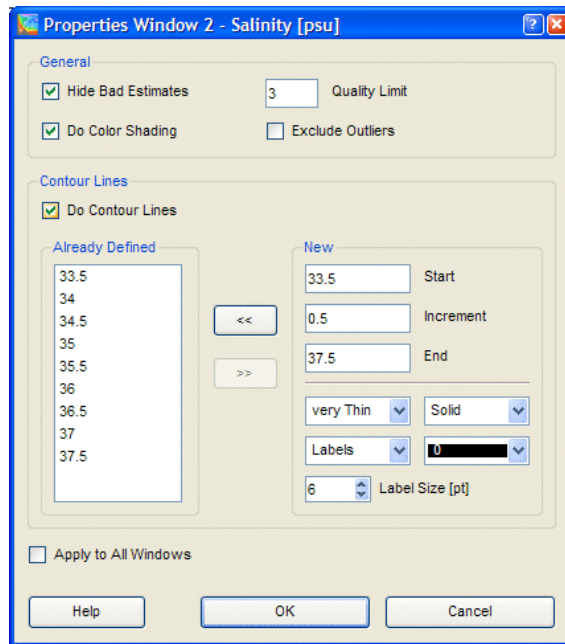 Properties Window 2 - Salinity [psu]
General
Hide Bad Estimates
3 Quality Limit
Do Color Shading
Exclude Outliers
Contour Lines
Do Contour Lines
Already Defined
33.5
34
34.5
35
35.5
36
36.5
37
37.5
<<
>>
New
33.5 Start
0.5 Increment
37.5 End
very Thin Solid
Labels 0
6 Label Size [pt]
Apply to All Windows
Help OK Cancel